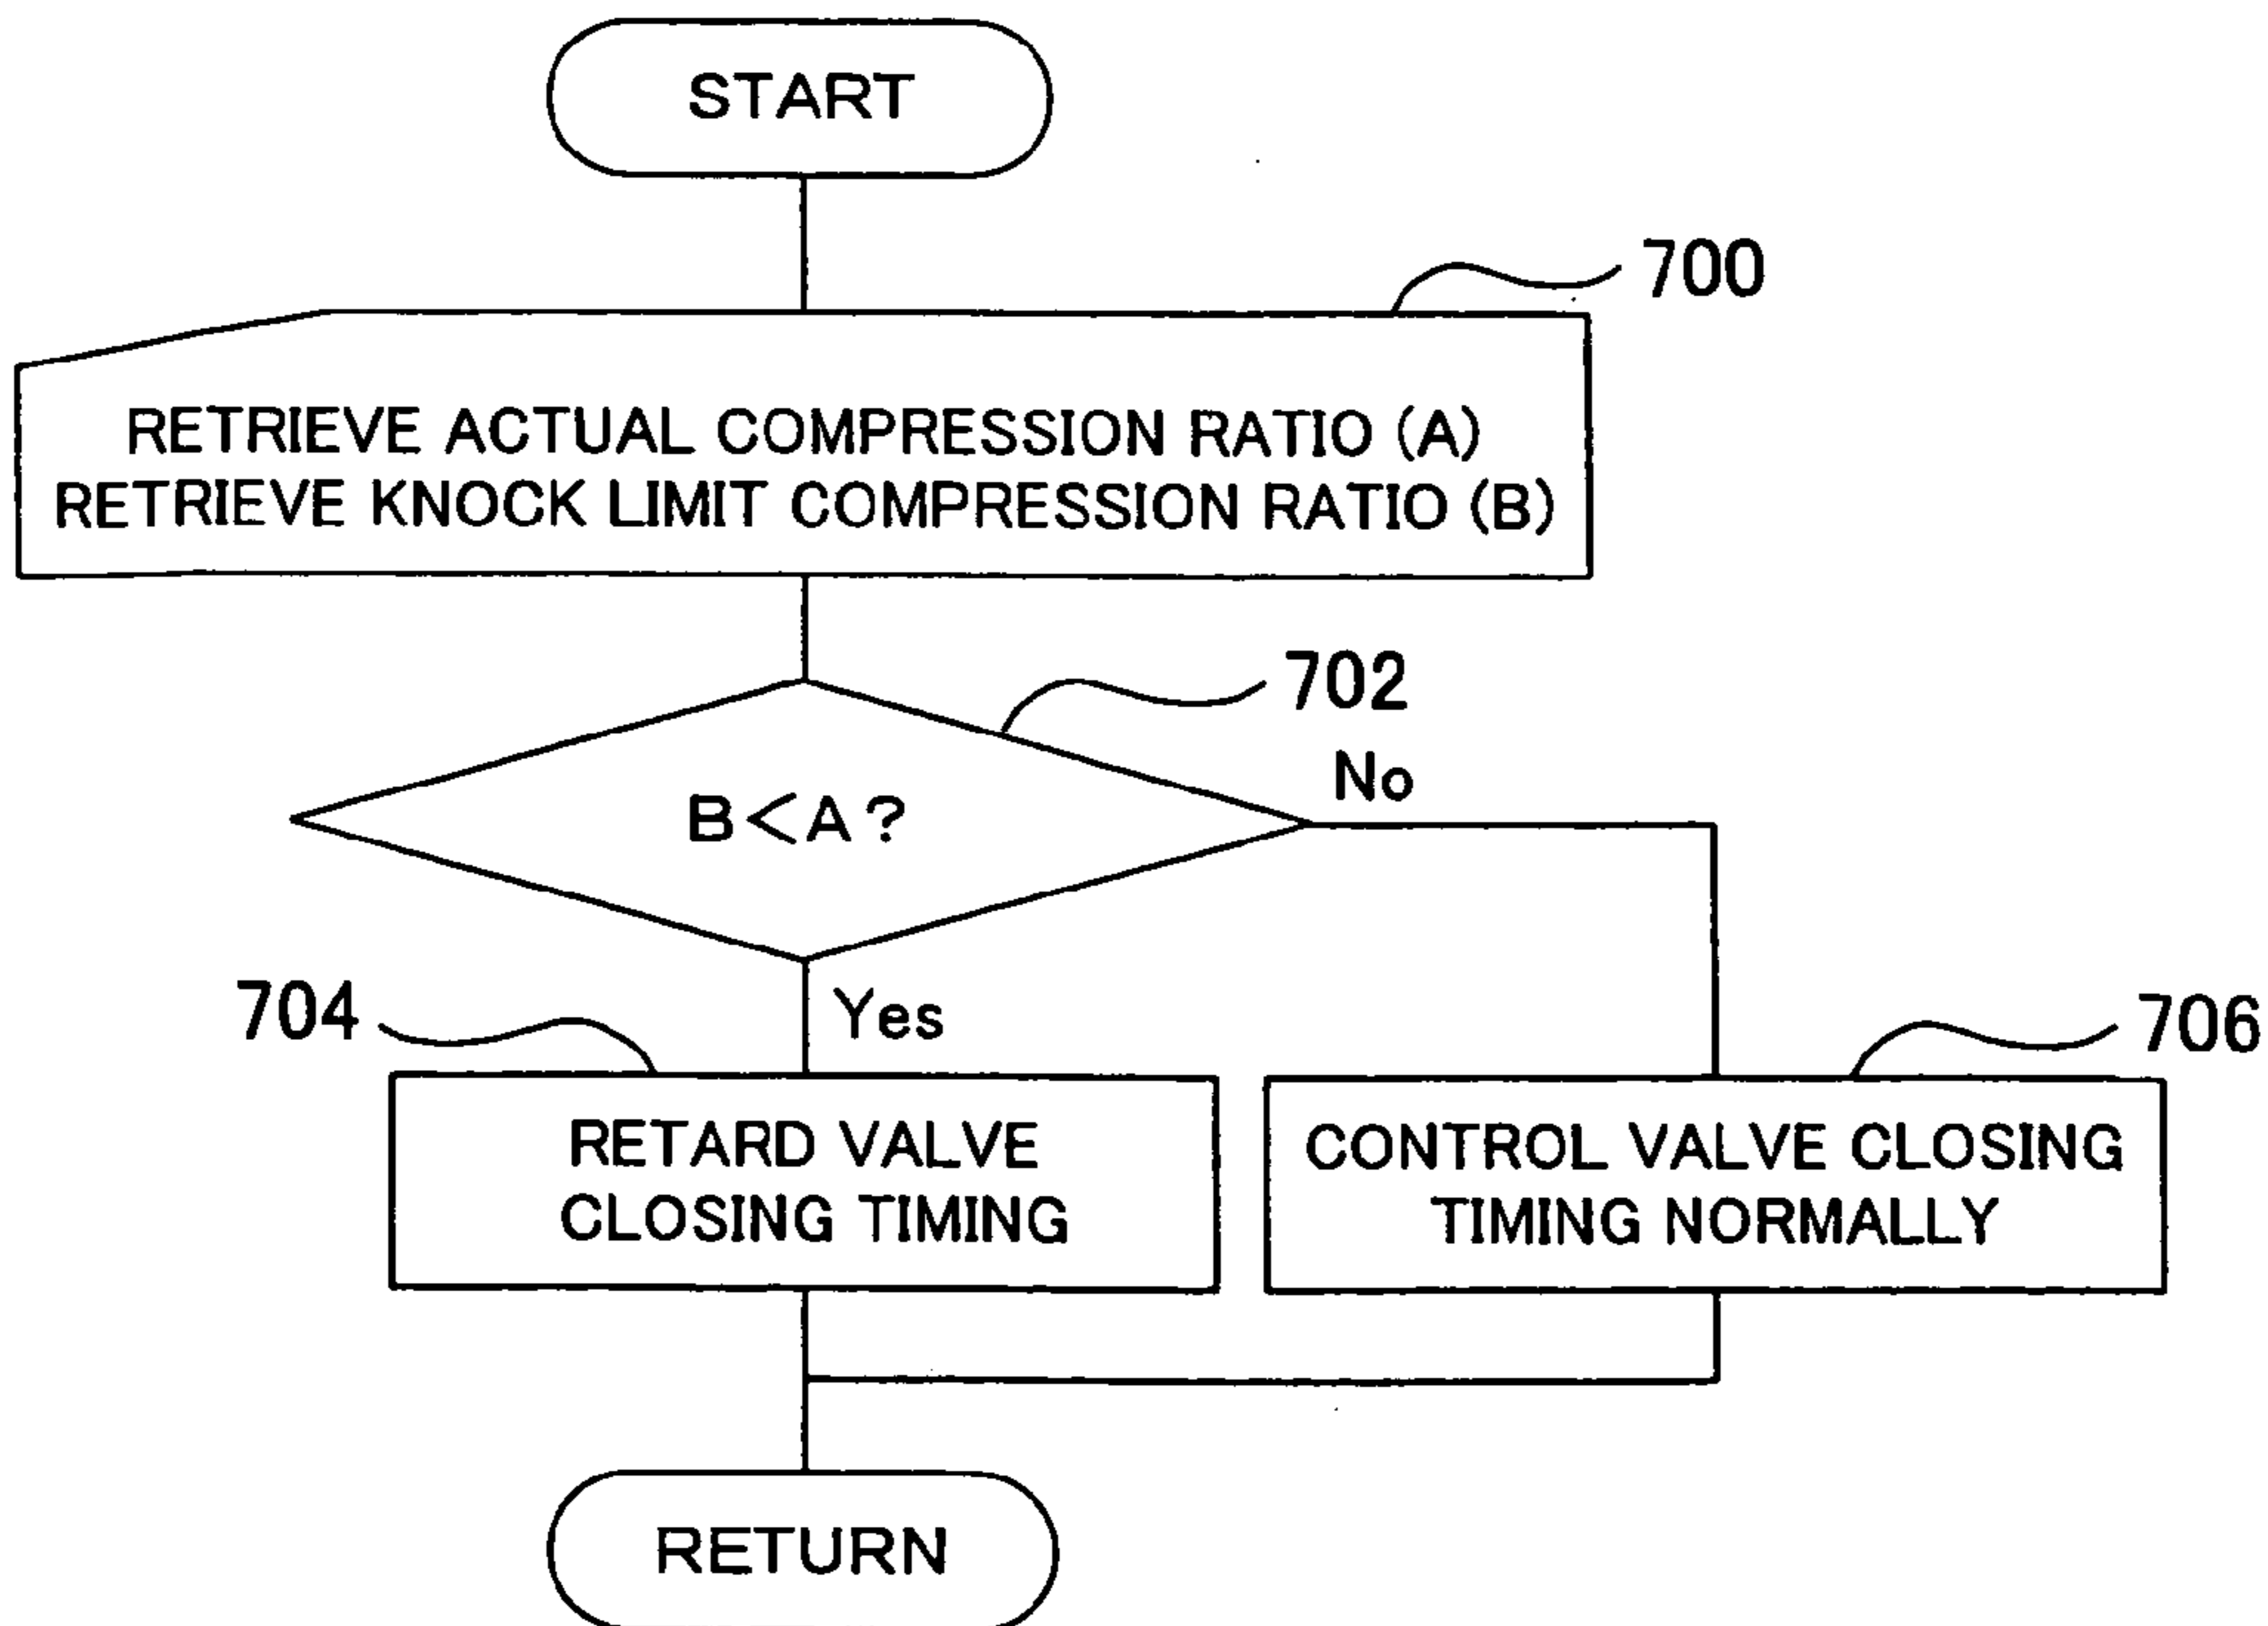 START
700
RETRIEVE ACTUAL COMPRESSION RATIO (A)
RETRIEVE KNOCK LIMIT COMPRESSION RATIO (B)
702
B<A?
No
Yes
704
RETARD VALVE
CLOSING TIMING
706
CONTROL VALVE CLOSING
TIMING NORMALLY
RETURN